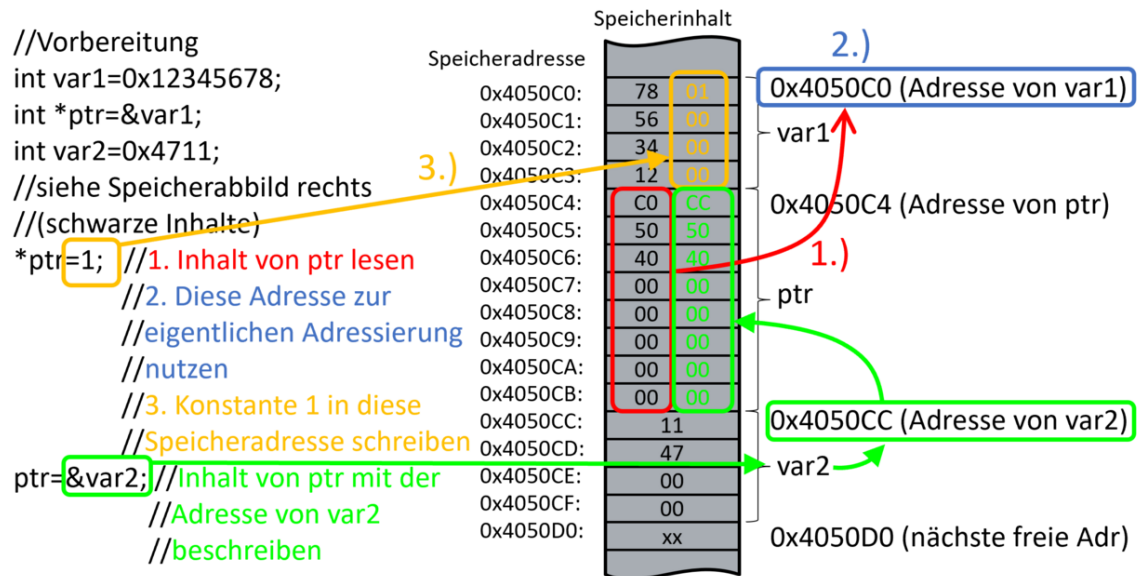 Speicherinhalt
//Vorbereitung
int var1=0x12345678;
int *ptr=&var1;
int var2=0x4711;
//siehe Speicherabbild rechts
//(schwarze Inhalte)
*ptr=1; //1. Inhalt von ptr lesen
//2. Diese Adresse zur
//eigentlichen Adressierung
//nutzen
//3. Konstante 1 in diese
//Speicheradresse schreiben
ptr=&var2; //Inhalt von ptr mit der
//Adresse von var2
//beschreiben
3.)
Speicheradresse
0x4050C0: 78 01
0x4050C1: 56 00
0x4050C2: 34 00
0x4050C3: 12 00
0x4050C4: C0 CC
0x4050C5: 50 50
0x4050C6: 40 40
0x4050C7: 00 00
0x4050C8: 00 00
0x4050C9: 00 00
0x4050CA: 00 00
0x4050CB: 00 00
0x4050CC: 11
0x4050CD: 47
0x4050CE: 00
0x4050CF: 00
0x4050D0: xx
2.)
0x4050C0 (Adresse von var1)
var1
0x4050C4 (Adresse von ptr)
1.)
ptr
0x4050CC (Adresse von var2)
var2
0x4050D0 (nächste freie Adr)